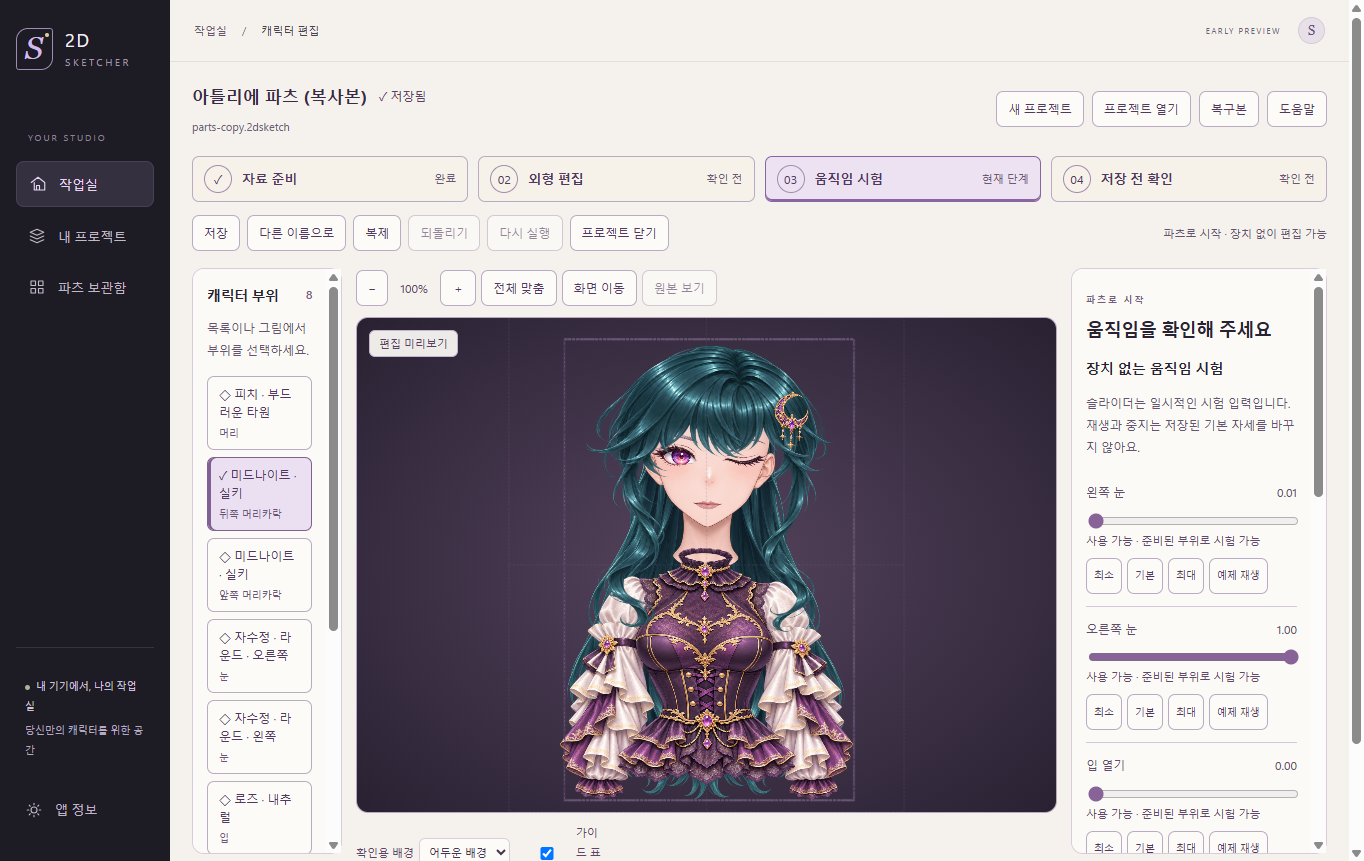 S
2D
SKETCHER
YOUR STUDIO
작업실
내 프로젝트
파츠 보관함
내 기기에서, 나의 작업
실
당신만의 캐릭터를 위한 공
간
앱 정보
작업실 / 캐릭터 편집
EARLY PREVIEW
S
아틀리에 파츠 (복사본)
✓ 저장됨
parts-copy.2dsketch
새 프로젝트
프로젝트 열기
복구본
도움말
✓ 자료 준비 완료
02 외형 편집 확인 전
03 움직임 시험 현재 단계
04 저장 전 확인 확인 전
저장
다른 이름으로
복제
되돌리기
다시 실행
프로젝트 닫기
파츠로 시작 · 장치 없이 편집 가능
캐릭터 부위 8
목록이나 그림에서
부위를 선택하세요.
◇ 피치 · 부드
러운 타원
머리
✓ 미드나이트 ·
실키
뒤쪽 머리카락
◇ 미드나이트
· 실키
앞쪽 머리카락
◇ 자수정 · 라
운드 · 오른쪽
눈
◇ 자수정 · 라
운드 · 왼쪽
눈
◇ 로즈 · 내추
럴
입
−
100%
+
전체 맞춤
화면 이동
원본 보기
편집 미리보기
확인용 배경
어두운 배경
가이
드 표
파츠로 시작
움직임을 확인해 주세요
장치 없는 움직임 시험
슬라이더는 일시적인 시험 입력입니다.
재생과 중지는 저장된 기본 자세를 바꾸
지 않아요.
왼쪽 눈 0.01
사용 가능 · 준비된 부위로 시험 가능
최소
기본
최대
예제 재생
오른쪽 눈 1.00
사용 가능 · 준비된 부위로 시험 가능
최소
기본
최대
예제 재생
입 열기 0.00
사용 가능 · 준비된 부위로 시험 가능
최소
기본
최대
예제 재생